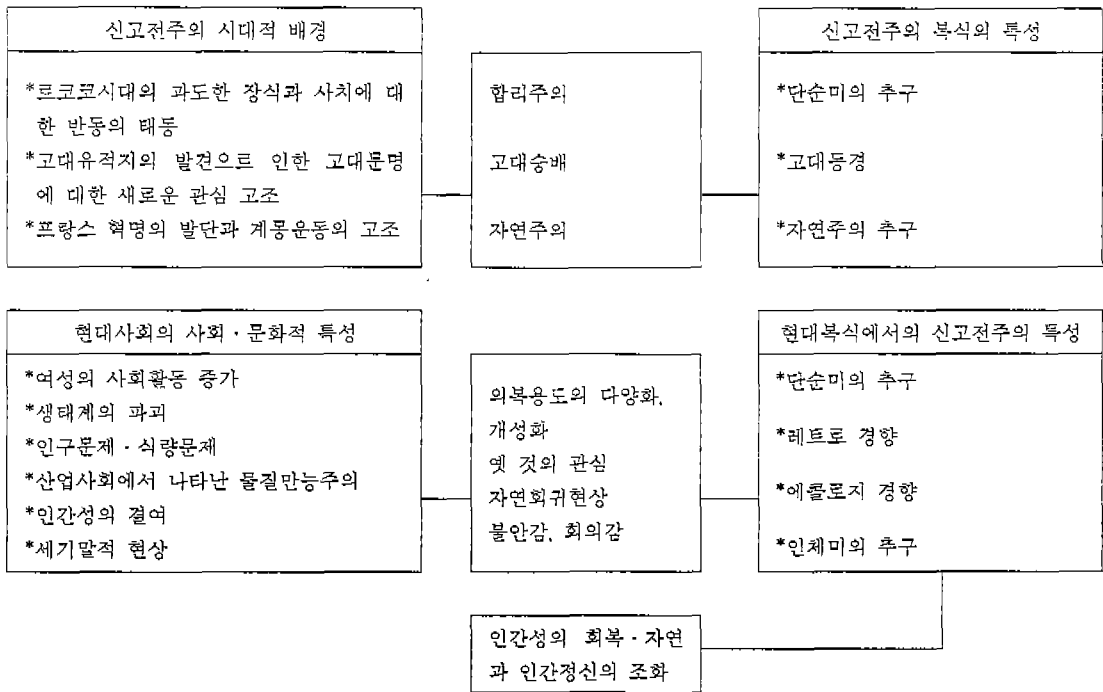 신고전주의 시대적 배경
*로코코시대의 과도한 장식과 사치에 대
한 반동의 태동
*고대유적지의 발견으로 인한 고대문명
에 대한 새로운 관심 고조
*프랑스 혁명의 발단과 계몽운동의 고조
합리주의
고대숭배
자연주의
신고전주의 복식의 특성
*단순미의 추구
*고대동경
*자연주의 추구
현대사회의 사회·문화적 특성
*여성의 사회활동 증가
*생태계의 파괴
*인구문제·식량문제
*산업사회에서 나타난 물질만능주의
*인간성의 결여
*세기말적 현상
의복용도의 다양화,
개성화
옛 것의 관심
자연회귀현상
불안감, 회의감
현대복식에서의 신고전주의 특성
*단순미의 추구
*레트로 경향
*에콜로지 경향
*인체미의 추구
인간성의 회복·자연
과 인간정신의 조화